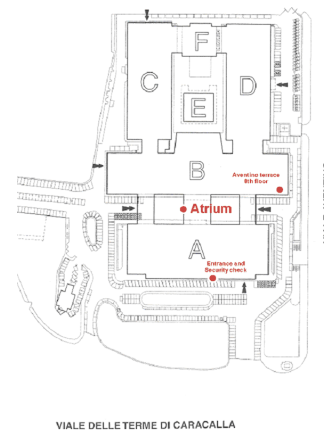 F
C
D
E
B
Aventino terrace
8th floor
Atrium
A
Entrance and
Security check
VIALE DELLE TERME DI CARACALLA